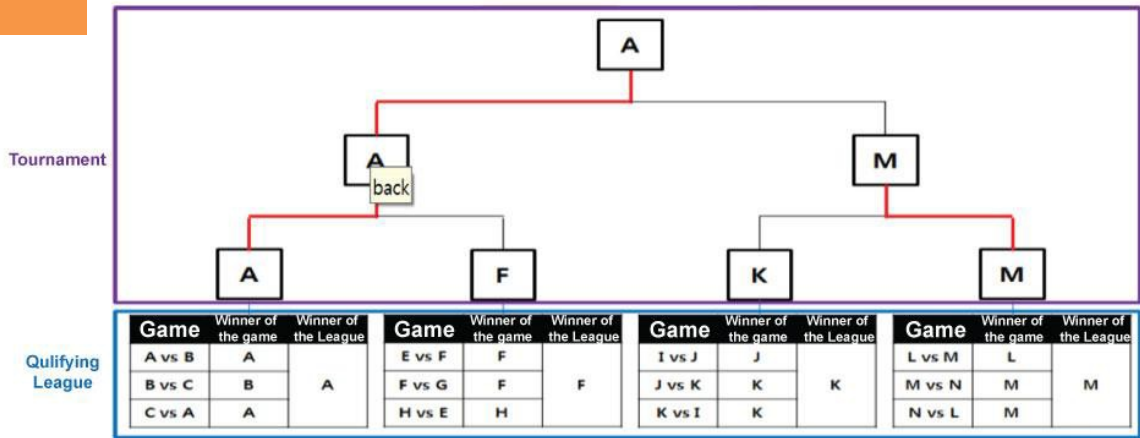 A
Tournament
A
M
back
A
F
K
M
Qulifying
League
Game
Winner of
the game
Winner of
the League
A vs B
A
B vs C
B
C vs A
A
A
Game
Winner of
the game
Winner of
the League
E vs F
F
F vs G
F
H vs E
H
F
Game
Winner of
the game
Winner of
the League
I vs J
J
J vs K
K
K vs I
K
K
Game
Winner of
the game
Winner of
the League
L vs M
L
M vs N
M
N vs L
M
M